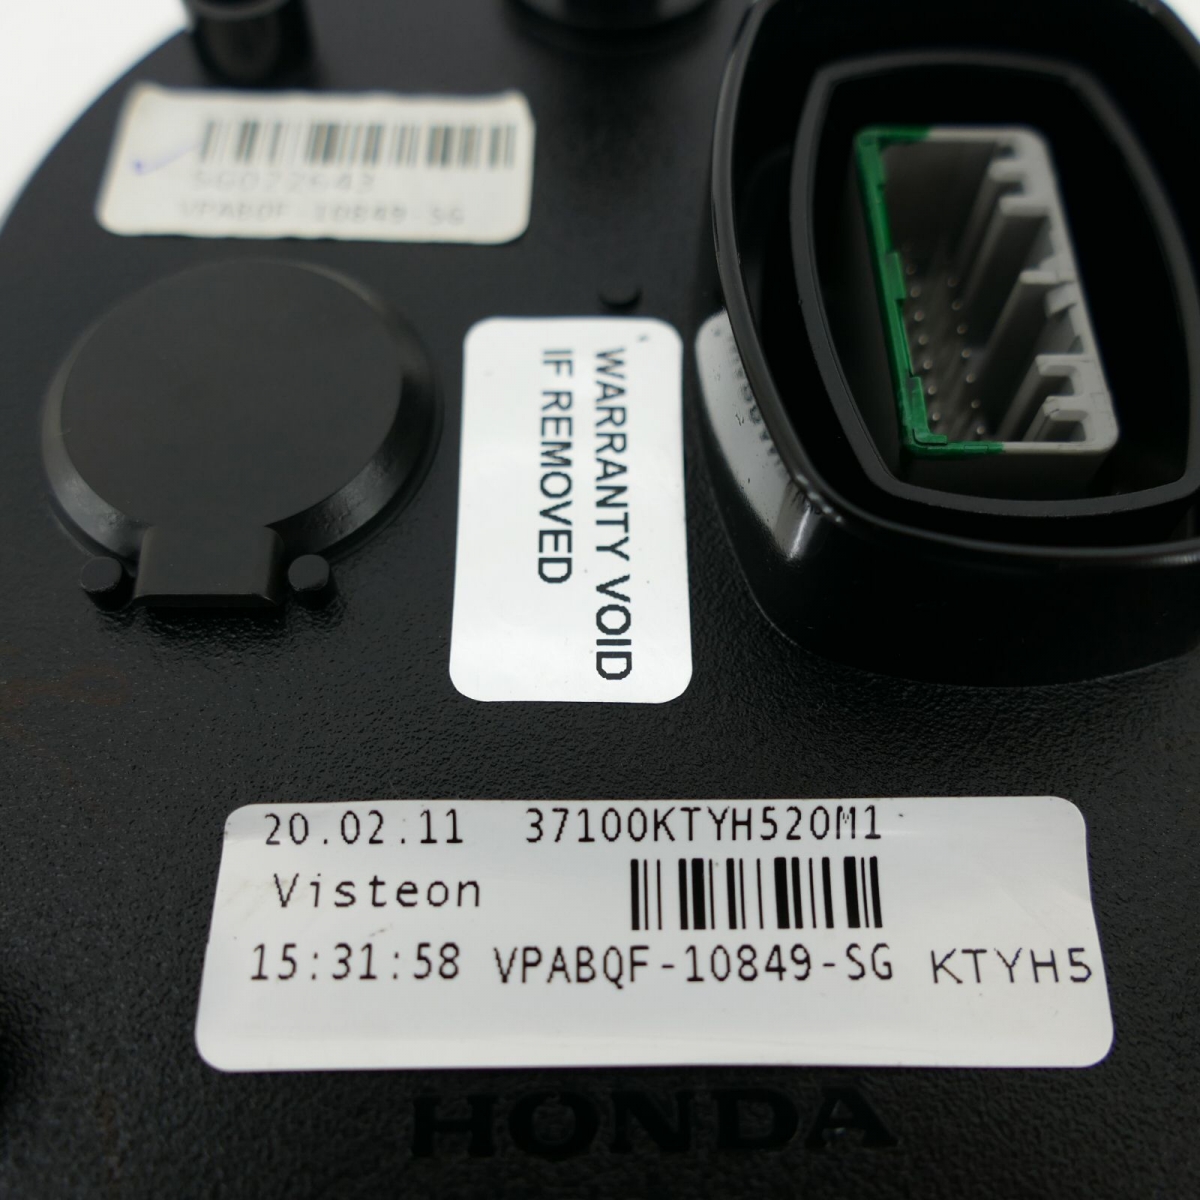 VPABQF-10849-SG
WARRANTY VOID
IF REMOVED
20.02.11 37100KTYH520M1
Visteon
15:31:58 VPABQF-10849-SG KTYH5
HONDA